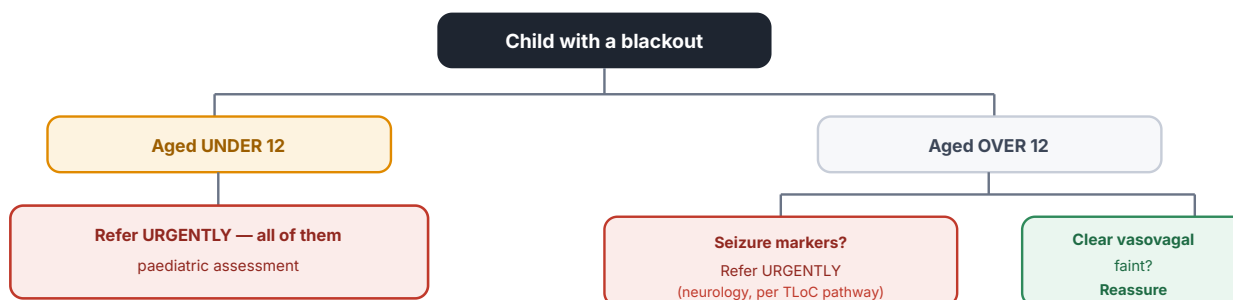 Child with a blackout
Aged UNDER 12
Aged OVER 12
Refer URGENTLY — all of them
paediatric assessment
Seizure markers?
Refer URGENTLY
(neurology, per TLoC pathway)
Clear vasovagal
faint?
Reassure